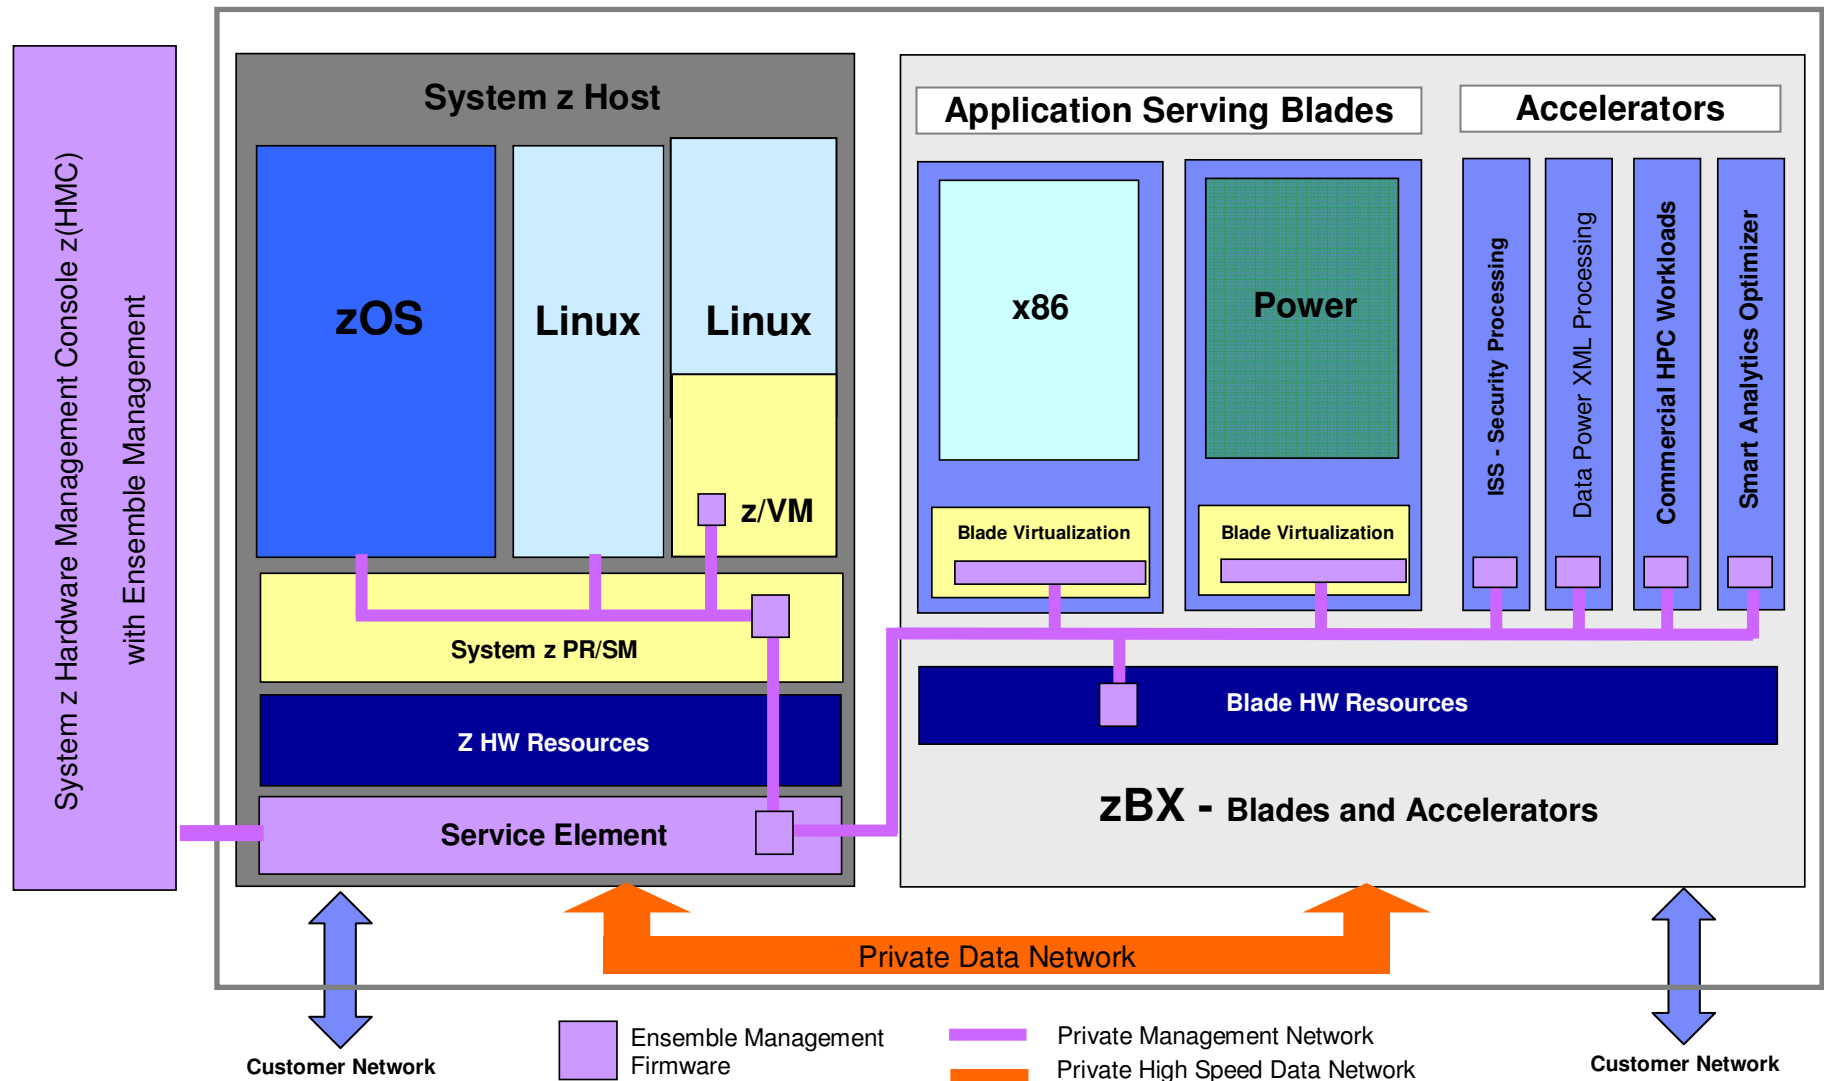 System z Hardware Management Console z(HMC)
with Ensemble Management
System z Host
zOS
Linux
Linux
z/VM
System z PR/SM
Z HW Resources
Service Element
Application Serving Blades
Accelerators
x86
Power
Blade Virtualization
Blade Virtualization
ISS - Security Processing
Data Power XML Processing
Commercial HPC Workloads
Smart Analytics Optimizer
Blade HW Resources
zBX - Blades and Accelerators
Private Data Network
Customer Network
Ensemble Management
Firmware
Private Management Network
Private High Speed Data Network
Customer Network